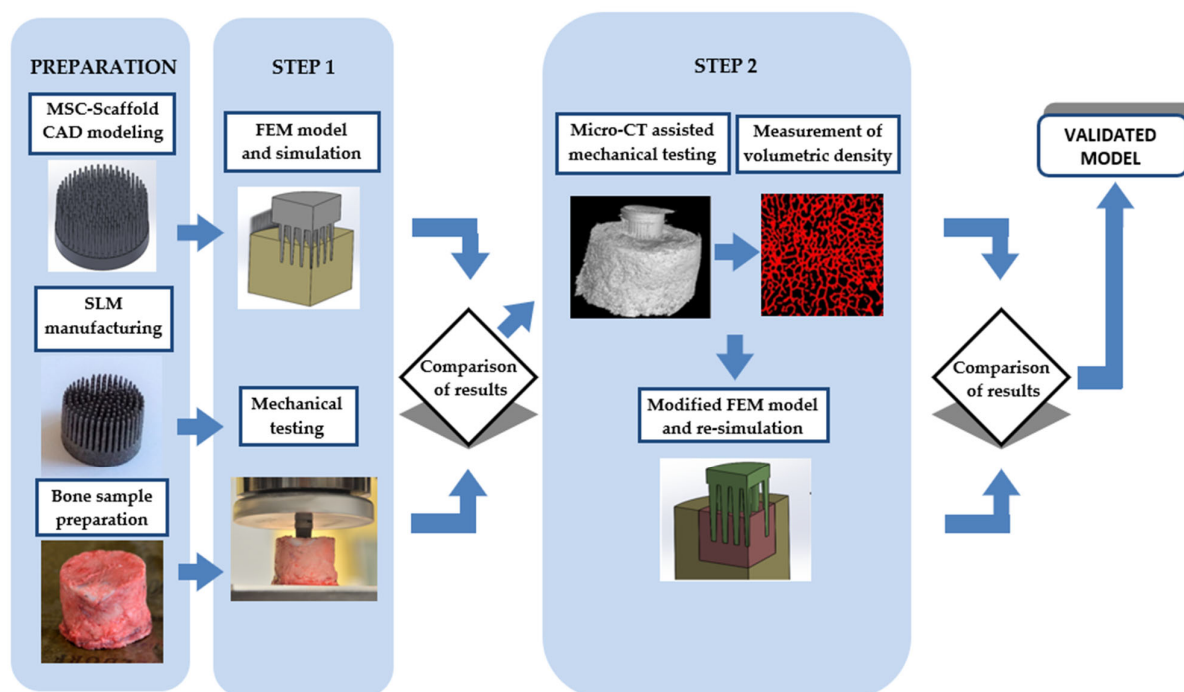 PREPARATION
MSC-Scaffold
CAD modeling
SLM
manufacturing
Bone sample
preparation
STEP 1
FEM model
and simulation
Mechanical
testing
Comparison
of results
STEP 2
Micro-CT assisted
mechanical testing
Measurement of
volumetric density
Modified FEM model
and re-simulation
Comparison
of results
VALIDATED
MODEL